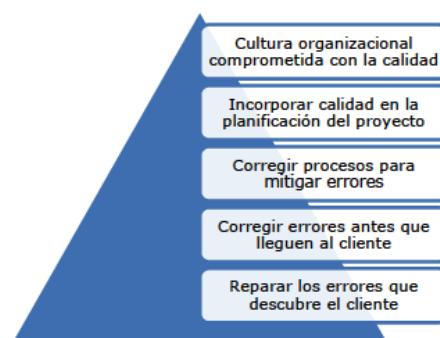 Cultura organizacional
comprometida con la calidad
Incorporar calidad en la
planificación del proyecto
Corregir procesos para
mitigar errores
Corregir errores antes que
lleguen al cliente
Reparar los errores que
descubre el cliente